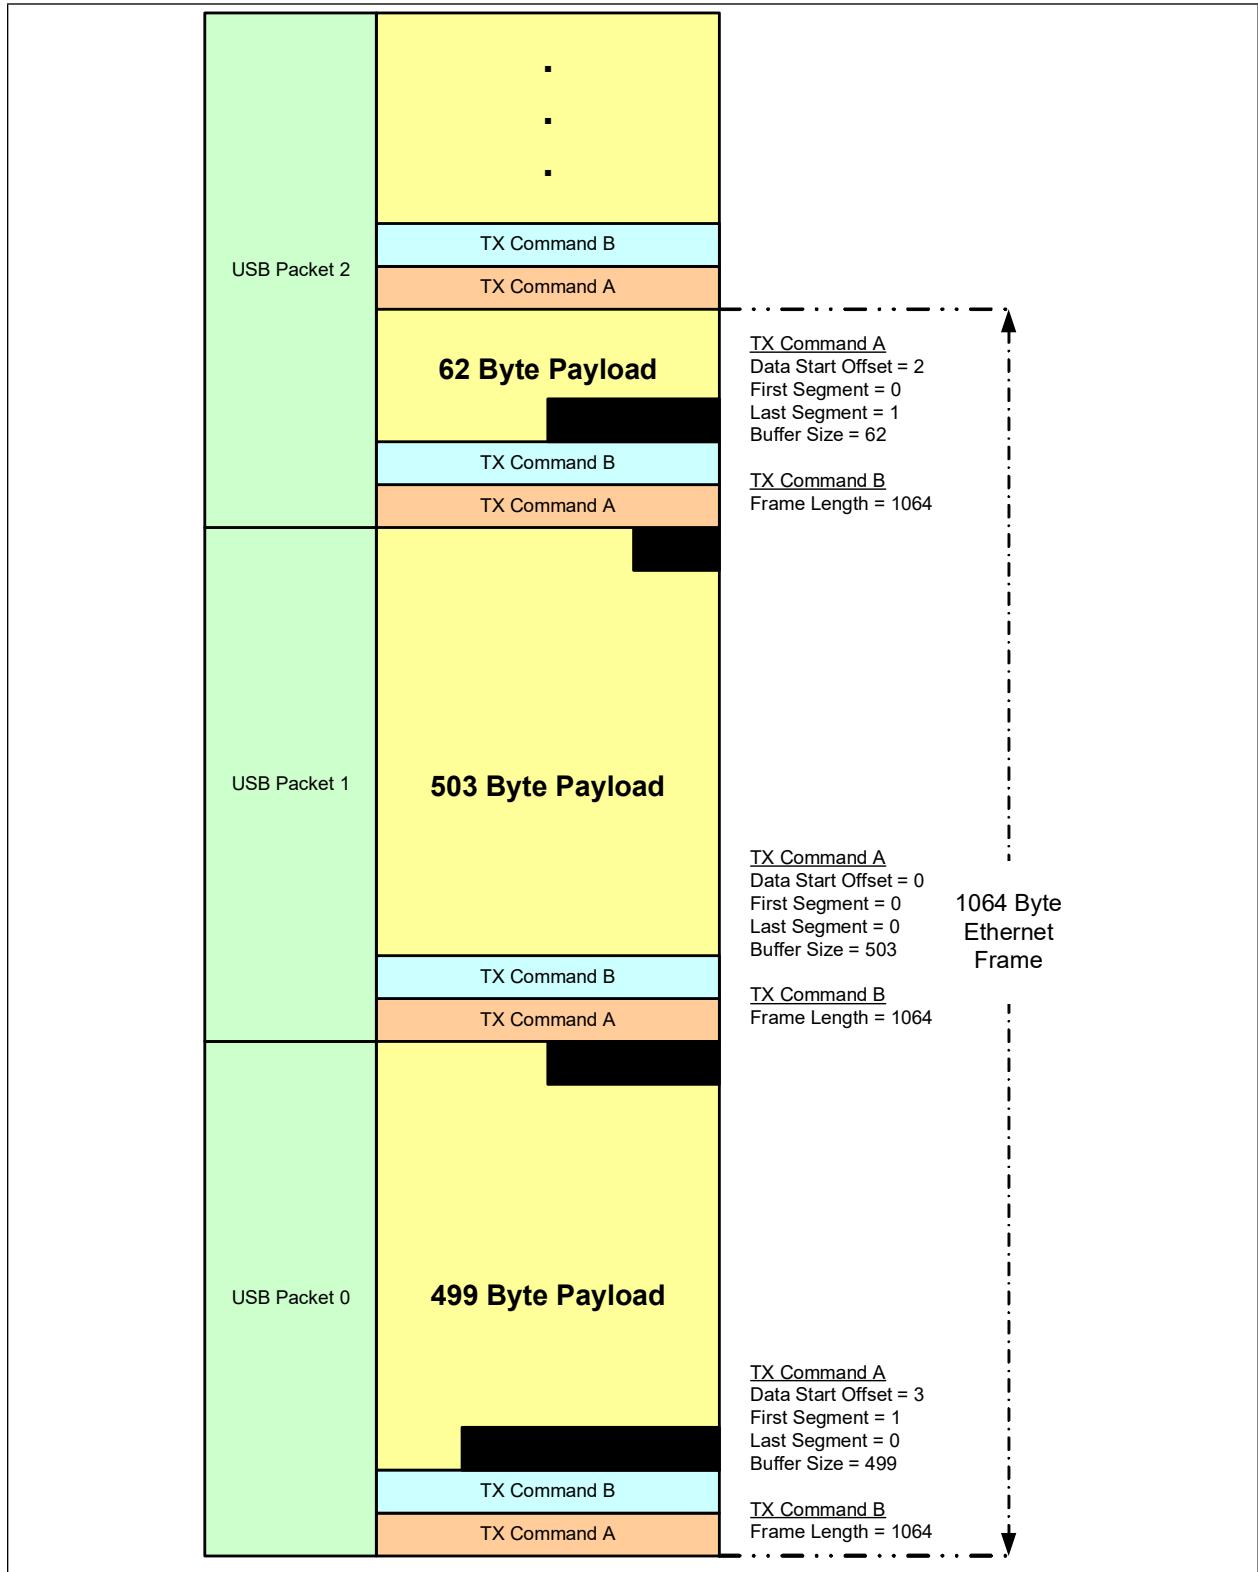 .
.
.
TX Command B
USB Packet 2
TX Command A
62 Byte Payload
TX Command A
Data Start Offset = 2
First Segment = 0
Last Segment = 1
Buffer Size = 62
TX Command B
TX Command B
Frame Length = 1064
TX Command A
USB Packet 1
503 Byte Payload
TX Command A
Data Start Offset = 0
First Segment = 0
Last Segment = 0
Buffer Size = 503
1064 Byte
Ethernet
Frame
TX Command B
TX Command B
Frame Length = 1064
TX Command A
USB Packet 0
499 Byte Payload
TX Command A
Data Start Offset = 3
First Segment = 1
Last Segment = 0
Buffer Size = 499
TX Command B
TX Command B
Frame Length = 1064
TX Command A